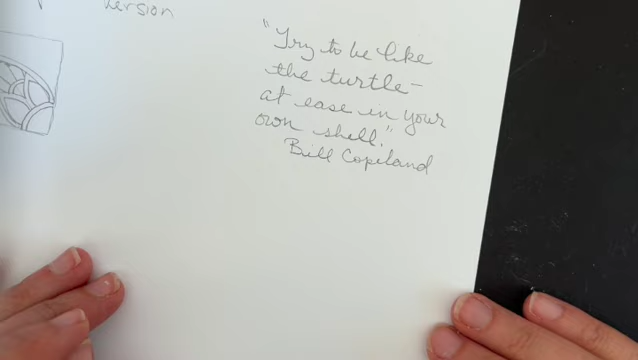 version
"Try to be like
the turtle—
at ease in your
own shell."
Bill Copeland